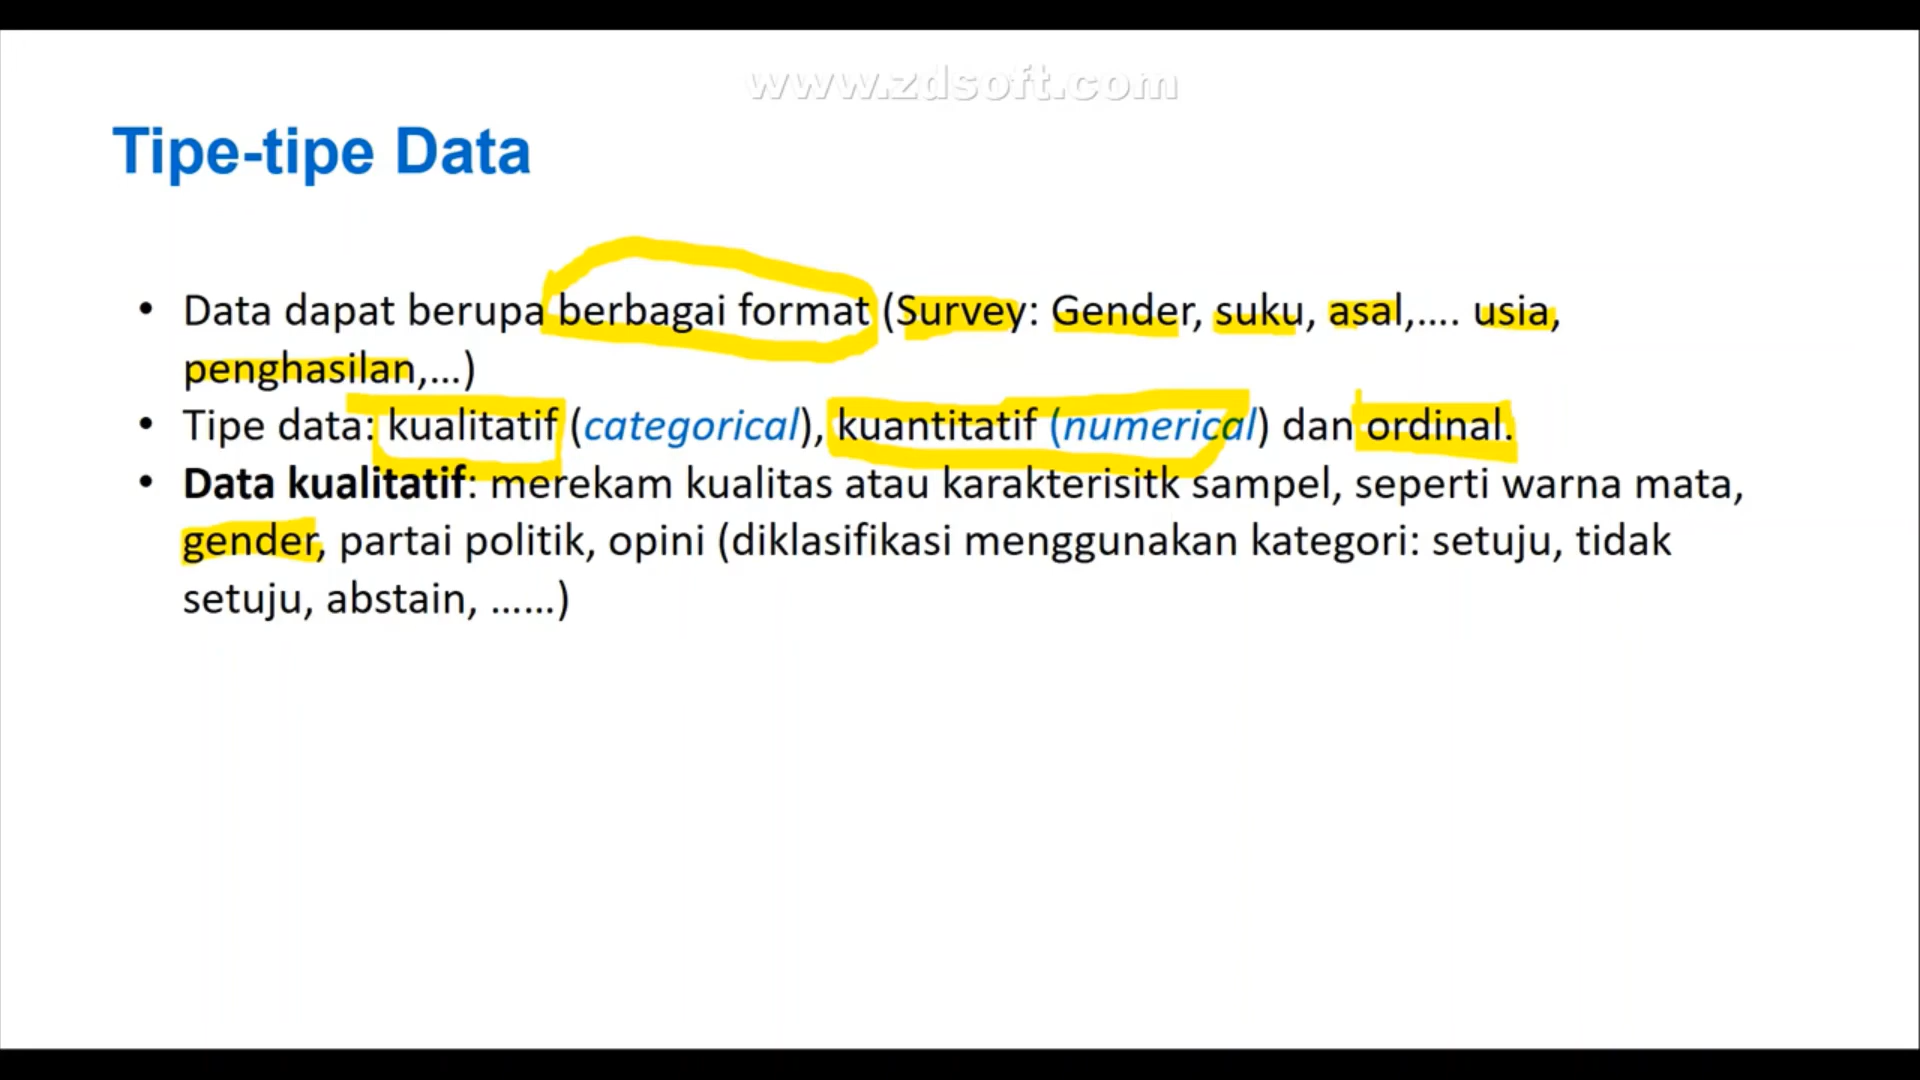 www.zdsoft.com
Tipe-tipe Data
• Data dapat berupa berbagai format (Survey: Gender, suku, asal,.... usia,
penghasilan,...)
• Tipe data: kualitatif (categorical), kuantitatif (numerical) dan ordinal.
• Data kualitatif: merekam kualitas atau karakterisitk sampel, seperti warna mata,
gender, partai politik, opini (diklasifikasi menggunakan kategori: setuju, tidak
setuju, abstain, ......)